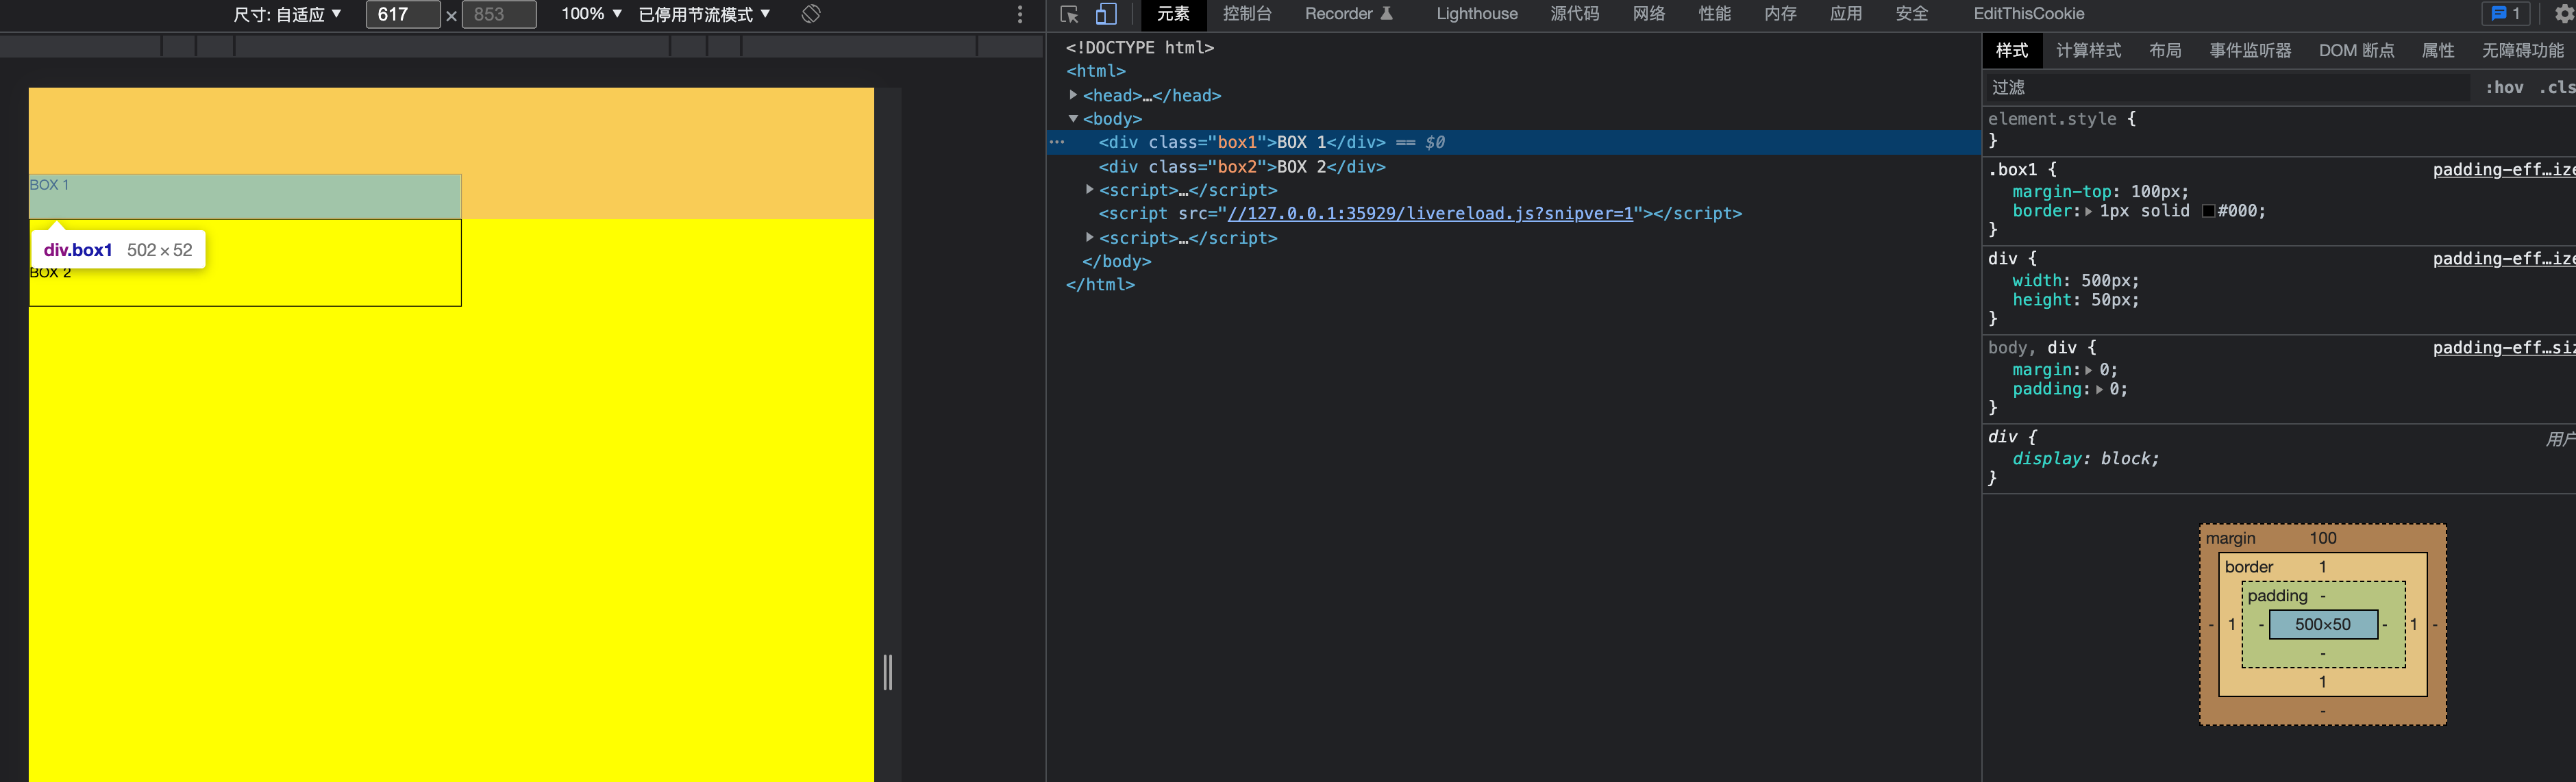 尺寸: 自适应 ▼ 617 × 853 100% ▼ 已停用节流模式 ▼
元素 控制台 Recorder Lighthouse 源代码 网络 性能 内存 应用 安全 EditThisCookie 1
BOX 1
div.box1 502 × 52
BOX 2
<!DOCTYPE html>
<html>
▶ <head>…</head>
▼ <body>
··· <div class="box1">BOX 1</div> == $0
<div class="box2">BOX 2</div>
▶ <script>…</script>
<script src="//127.0.0.1:35929/livereload.js?snipver=1"></script>
▶ <script>…</script>
</body>
</html>
样式 计算样式 布局 事件监听器 DOM 断点 属性 无障碍功能
过滤 :hov .cls
element.style {
}
.box1 { padding-eff…ize
margin-top: 100px;
border: ▶ 1px solid #000;
}
div { padding-eff…ize
width: 500px;
height: 50px;
}
body, div { padding-eff…siz
margin: ▶ 0;
padding: ▶ 0;
}
div { 用户
display: block;
}
margin 100
border 1
padding -
- 1 - 500×50 - 1 -
-
1
-